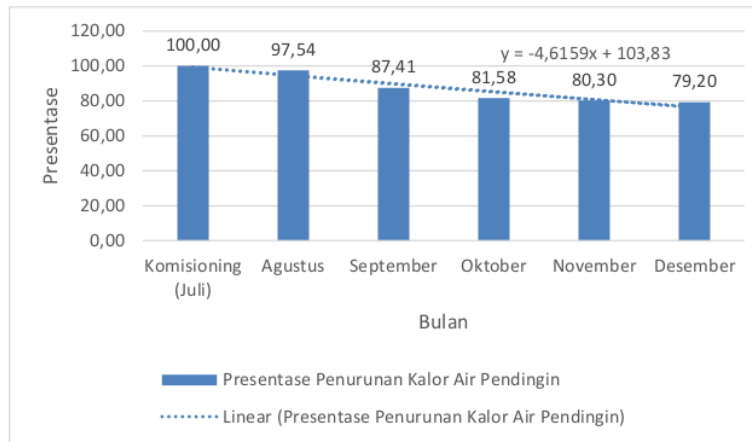 120,00
100,00
80,00
60,00
40,00
20,00
0,00
Presentase
100,00
97,54
87,41
81,58
80,30
79,20
y = -4,6159x + 103,83
Komisioning
(Juli)
Agustus
September
Oktober
November
Desember
Bulan
Presentase Penurunan Kalor Air Pendingin
Linear (Presentase Penurunan Kalor Air Pendingin)